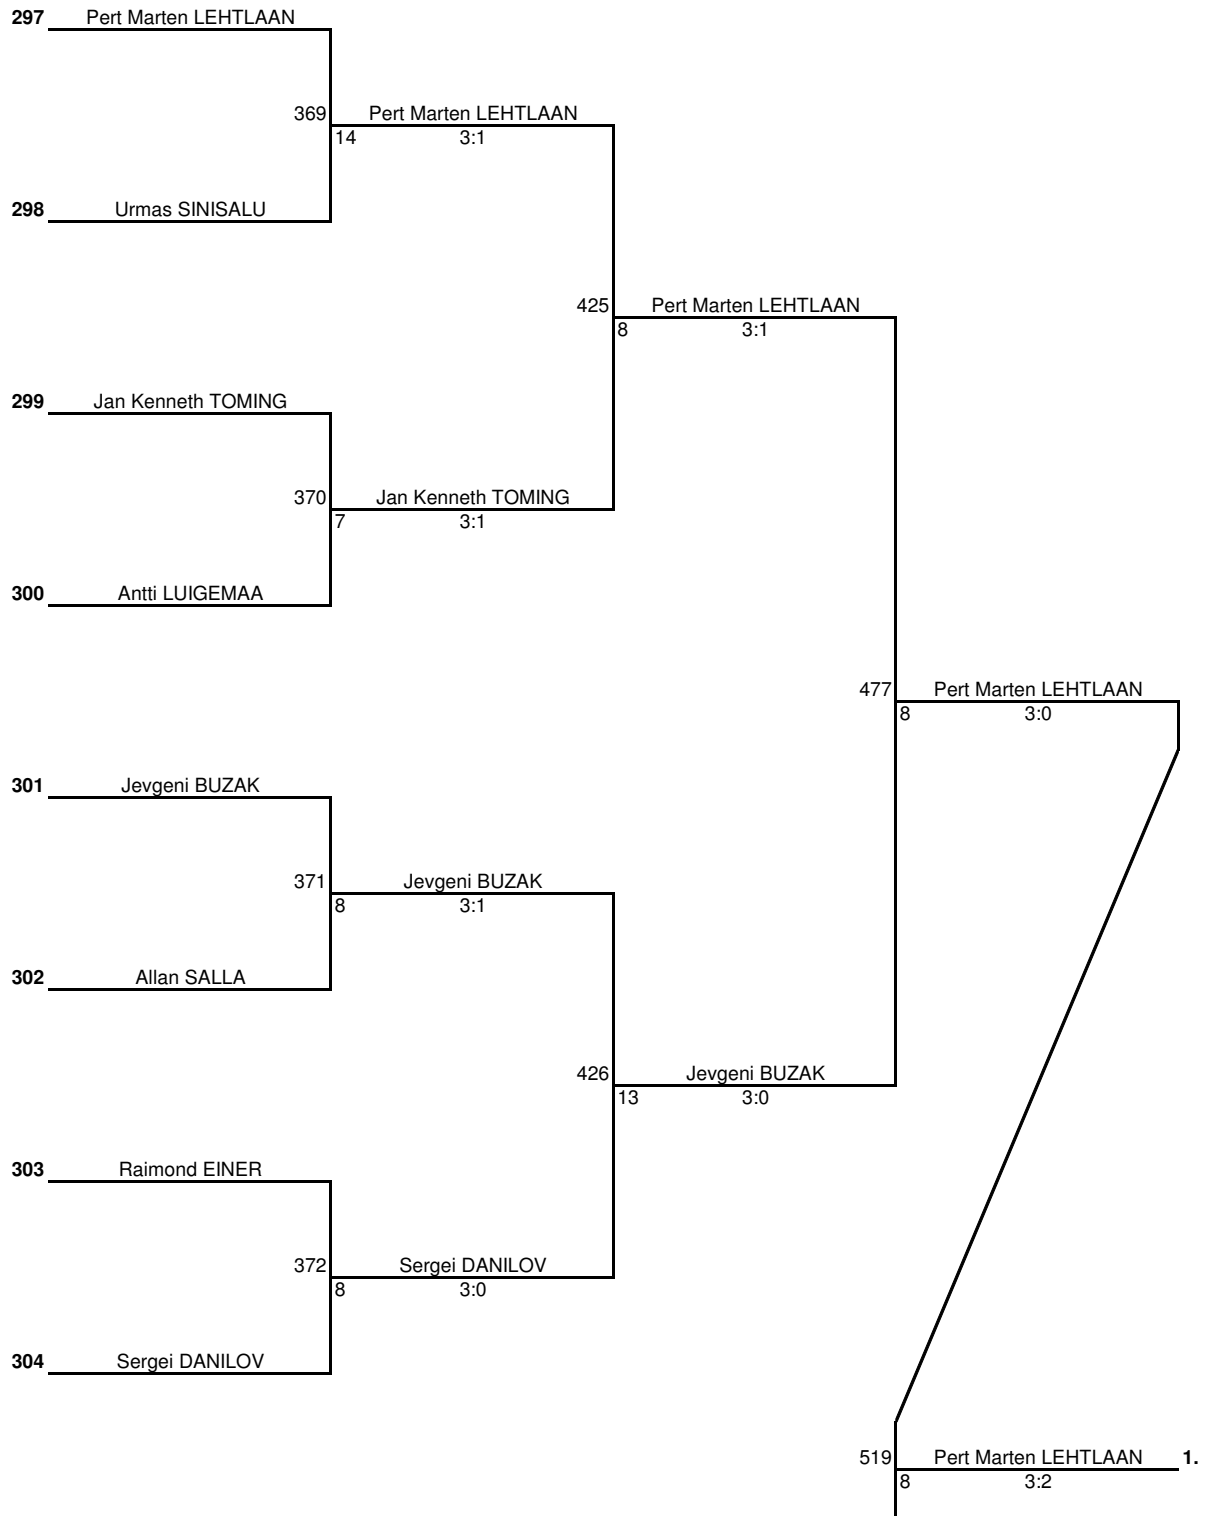 297 Pert Marten LEHTLAAN
369 Pert Marten LEHTLAAN
14 3:1
298 Urmas SINISALU
425 Pert Marten LEHTLAAN
8 3:1
299 Jan Kenneth TOMING
370 Jan Kenneth TOMING
7 3:1
300 Antti LUIGEMAA
477 Pert Marten LEHTLAAN
8 3:0
301 Jevgeni BUZAK
371 Jevgeni BUZAK
8 3:1
302 Allan SALLA
426 Jevgeni BUZAK
13 3:0
303 Raimond EINER
372 Sergei DANILOV
8 3:0
304 Sergei DANILOV
519 Pert Marten LEHTLAAN 1.
8 3:2